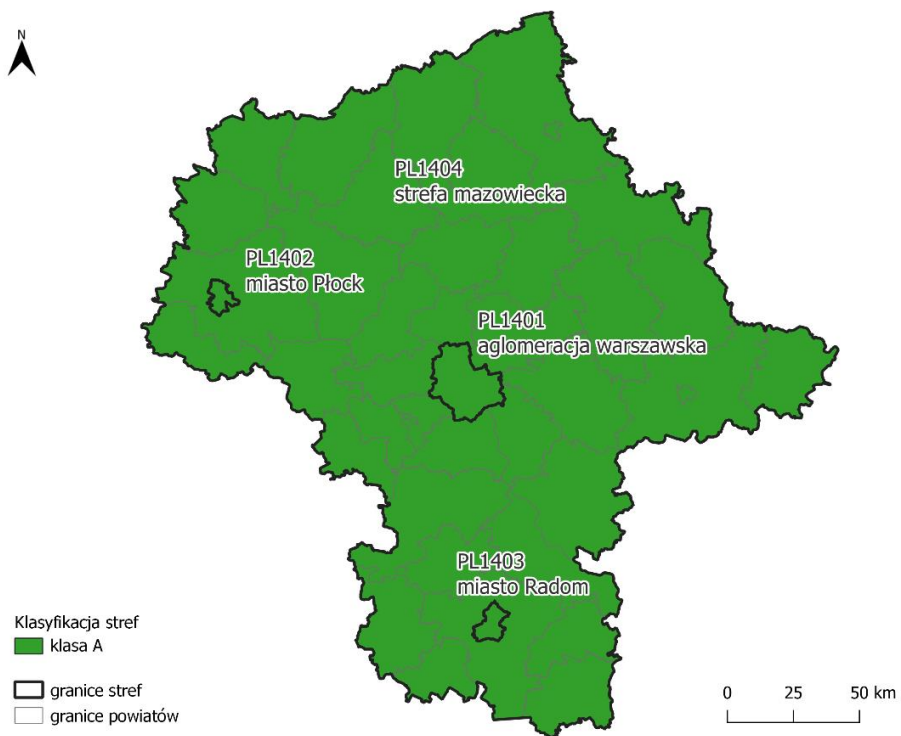 N
PL1404
strefa mazowiecka
PL1402
miasto Płock
PL1401
aglomeracja warszawska
PL1403
miasto Radom
Klasyfikacja stref
klasa A
granice stref
granice powiatów
0 25 50 km